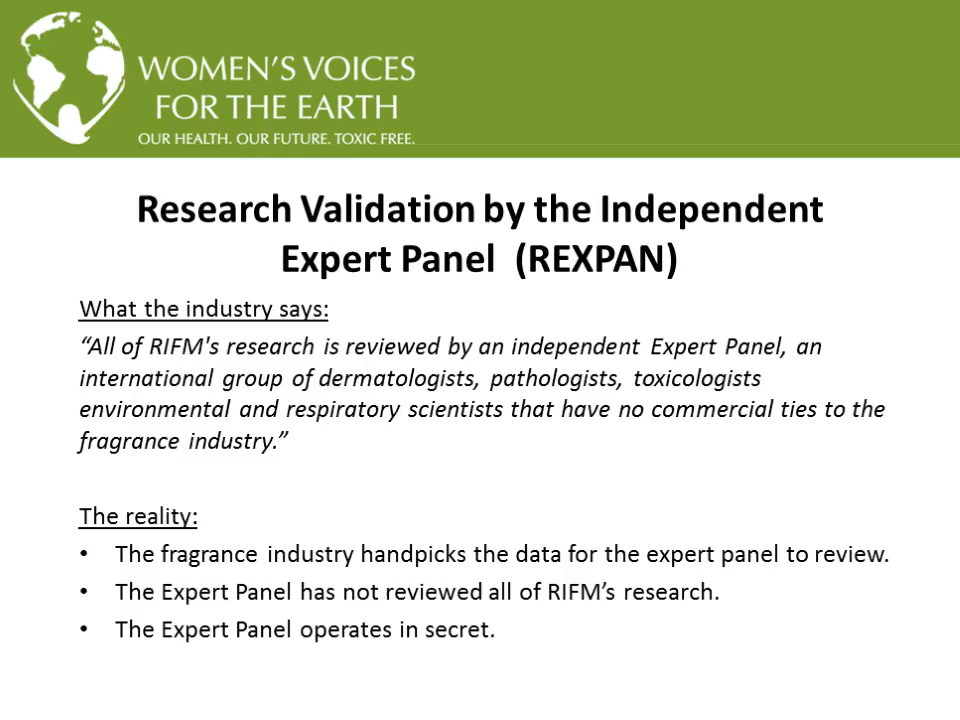 WOMEN'S VOICES
FOR THE EARTH
OUR HEALTH. OUR FUTURE. TOXIC FREE.
Research Validation by the Independent
Expert Panel (REXPAN)
What the industry says:
“All of RIFM's research is reviewed by an independent Expert Panel, an
international group of dermatologists, pathologists, toxicologists
environmental and respiratory scientists that have no commercial ties to the
fragrance industry.”
The reality:
• The fragrance industry handpicks the data for the expert panel to review.
• The Expert Panel has not reviewed all of RIFM’s research.
• The Expert Panel operates in secret.